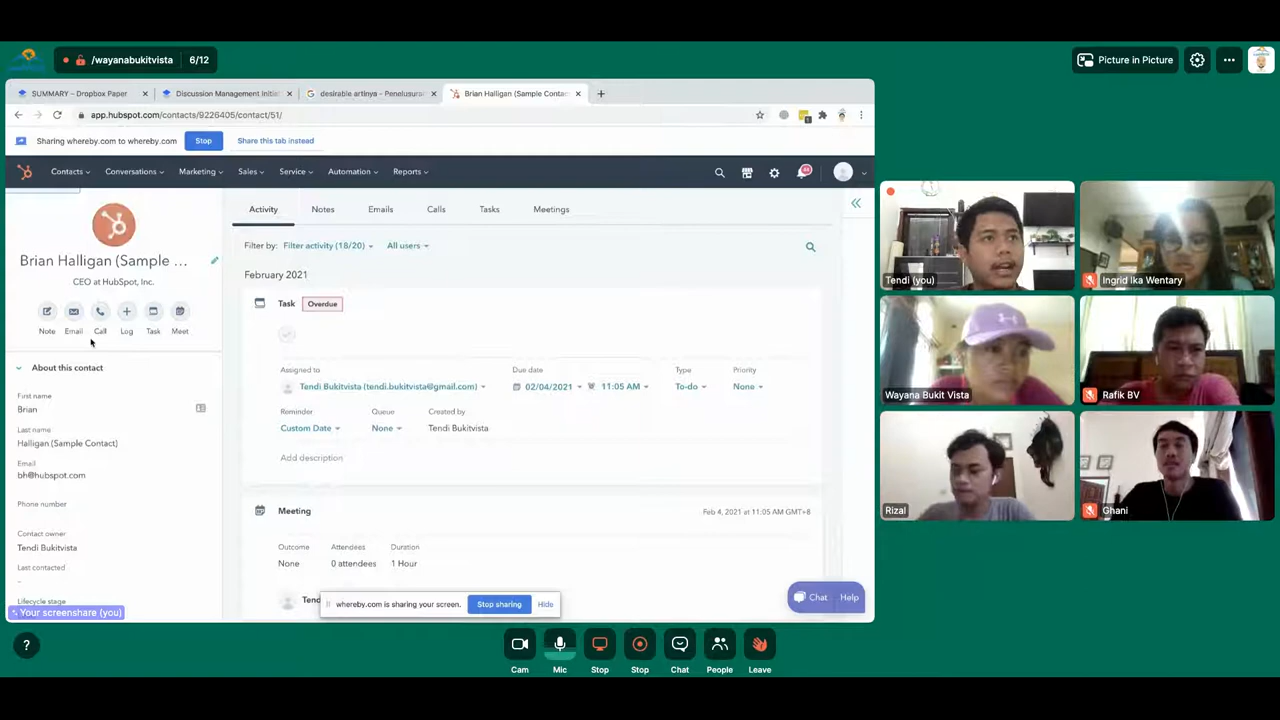 /wayanabukitvista 6/12
Picture in Picture
SUMMARY – Dropbox Paper
Discussion Management Initiat
desirable artinya - Penelusuran
Brian Halligan (Sample Contac
app.hubspot.com/contacts/9226405/contact/51/
Sharing whereby.com to whereby.com Stop Share this tab instead
Contacts Conversations Marketing Sales Service Automation Reports
Brian Halligan (Sample ...
CEO at HubSpot, Inc.
Note Email Call Log Task Meet
About this contact
First name
Brian
Last name
Halligan (Sample Contact)
Email
bh@hubspot.com
Phone number
Contact owner
Tendi Bukitvista
Last contacted
-
Lifecycle stage
Your screenshare (you)
Activity Notes Emails Calls Tasks Meetings
Filter by: Filter activity (18/20) All users
February 2021
Task Overdue
Assigned to Due date Type Priority
Tendi Bukitvista (tendi.bukitvista@gmail.com) 02/04/2021 11:05 AM To-do None
Reminder Queue Created by
Custom Date None Tendi Bukitvista
Add description
Meeting Feb 4, 2021 at 11:05 AM GMT+8
Outcome Attendees Duration
None 0 attendees 1 Hour
Tend
whereby.com is sharing your screen. Stop sharing Hide
Chat Help
Tendi (you)
Ingrid Ika Wentary
Wayana Bukit Vista
Rafik BV
Rizal
Ghani
?
Cam Mic Stop Stop Chat People Leave